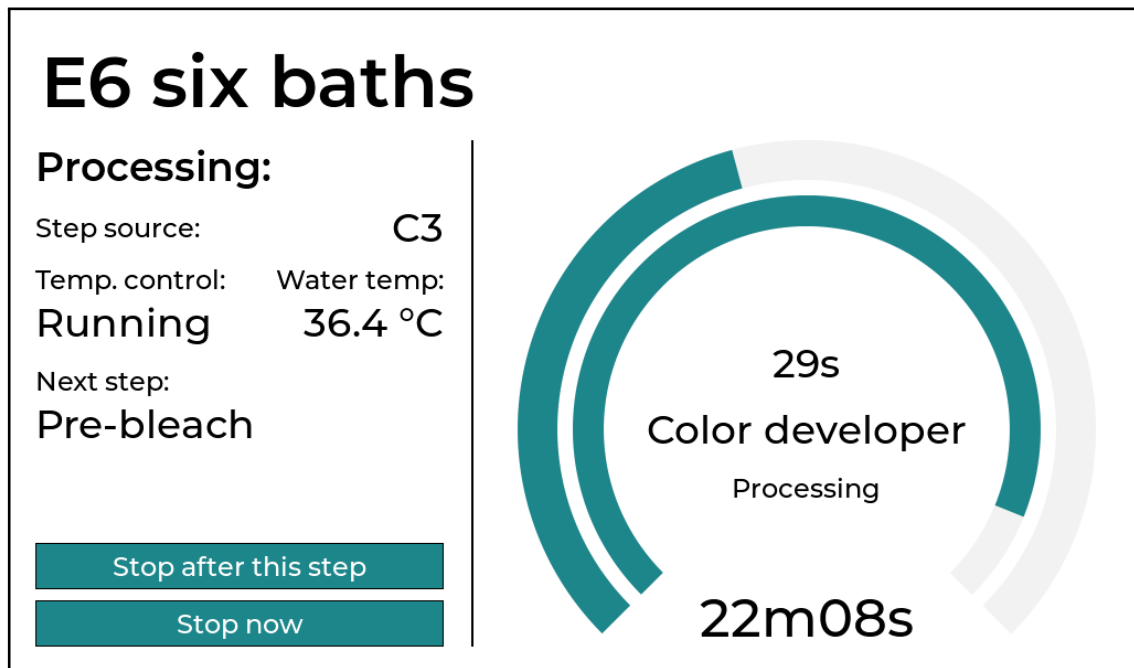 E6 six baths
Processing:
Step source: C3
Temp. control: Water temp:
Running 36.4 °C
Next step:
Pre-bleach
Stop after this step
Stop now
29s
Color developer
Processing
22m08s